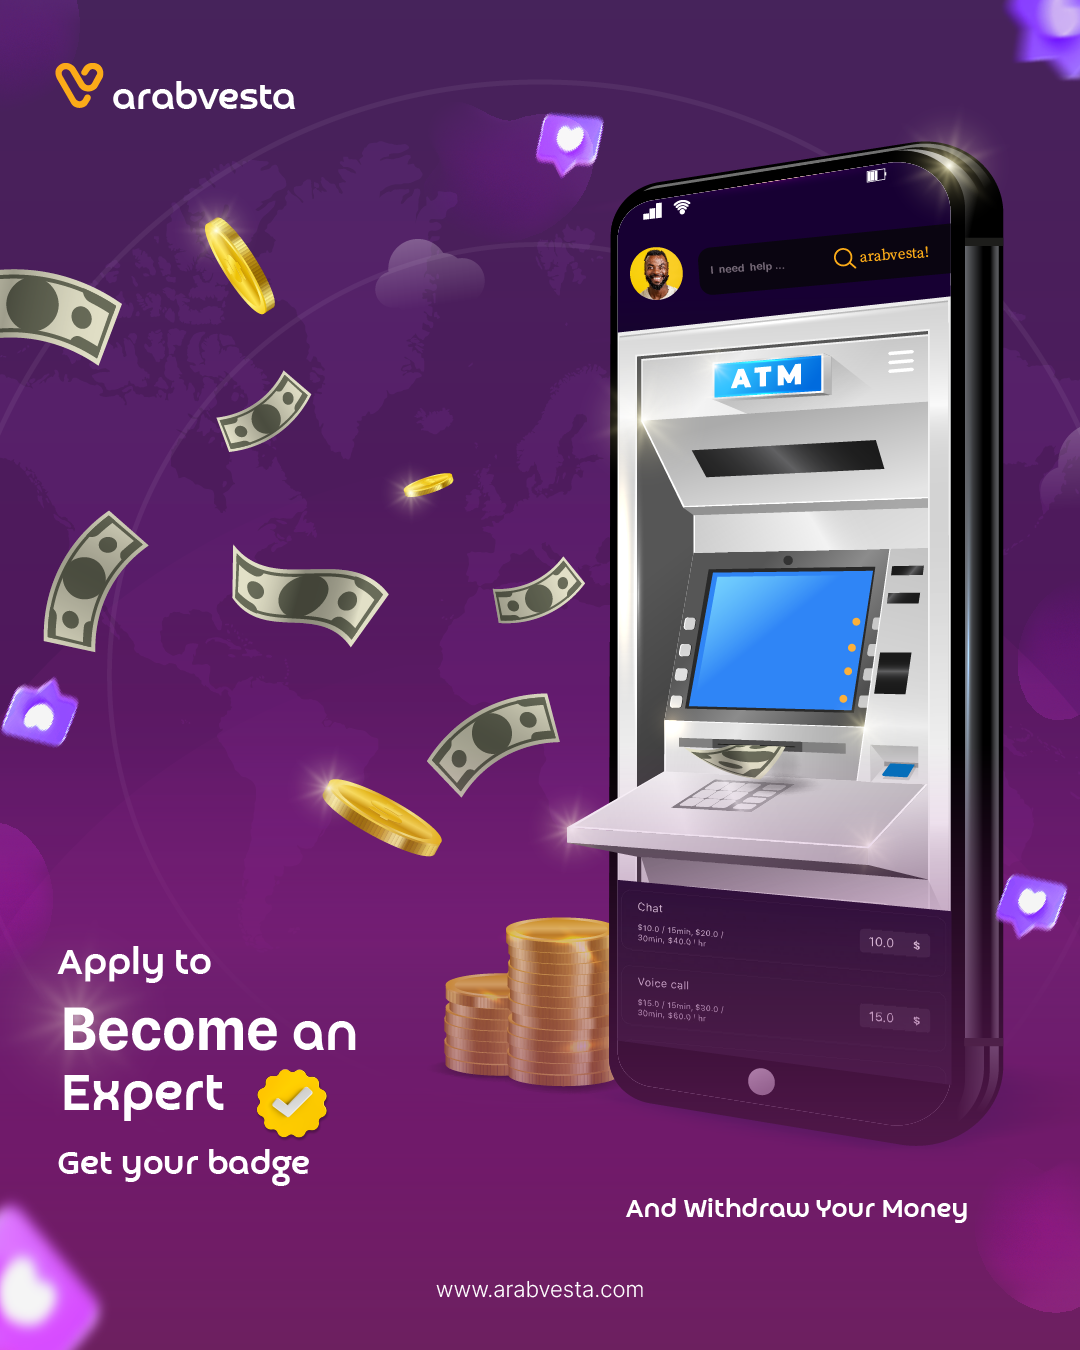 arabvesta
I need help ...
arabvesta!
ATM
Chat
$10.0 / 15min, $20.0 /
30min, $40.0 / hr
10.0 $
Voice call
$15.0 / 15min, $30.0 /
30min, $60.0 / hr
15.0 $
Apply to
Become an
Expert
Get your badge
And Withdraw Your Money
www.arabvesta.com